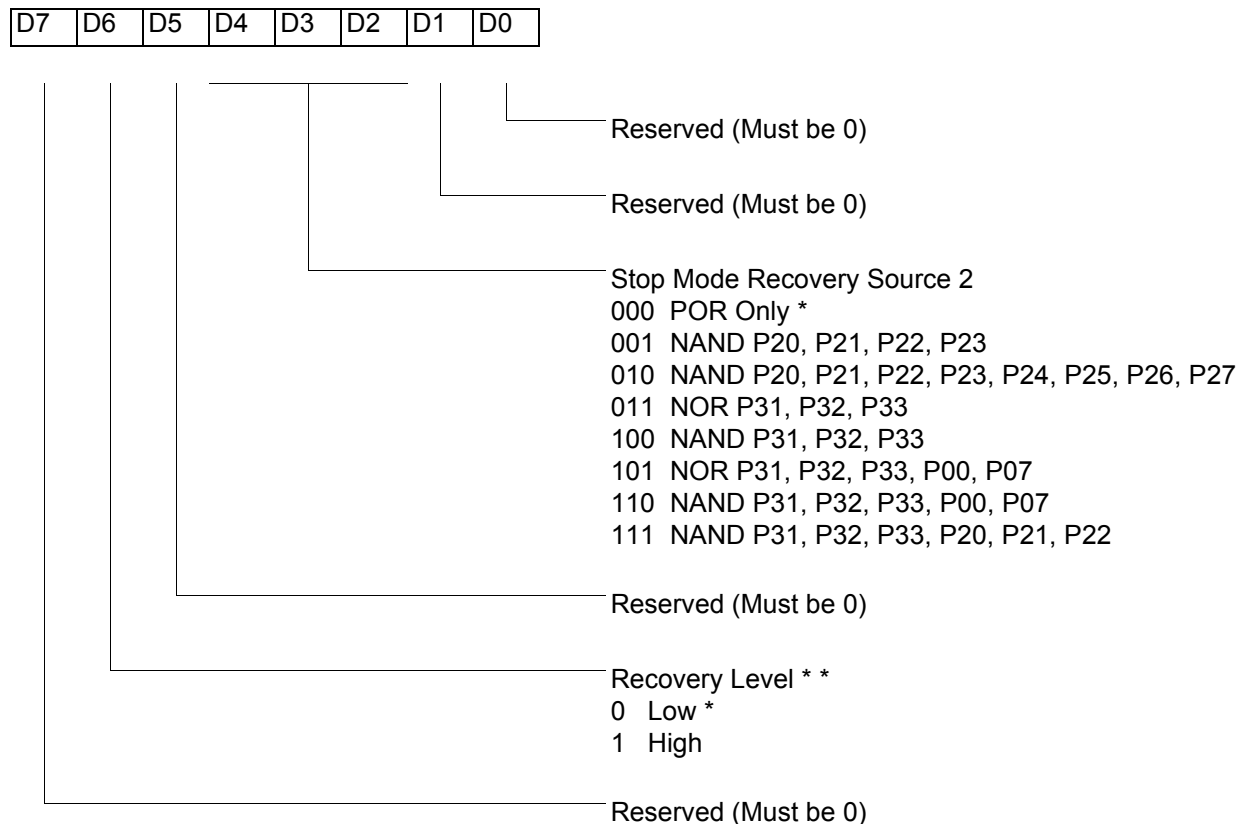 D7 D6 D5 D4 D3 D2 D1 D0
Reserved (Must be 0)
Reserved (Must be 0)
Stop Mode Recovery Source 2
000 POR Only *
001 NAND P20, P21, P22, P23
010 NAND P20, P21, P22, P23, P24, P25, P26, P27
011 NOR P31, P32, P33
100 NAND P31, P32, P33
101 NOR P31, P32, P33, P00, P07
110 NAND P31, P32, P33, P00, P07
111 NAND P31, P32, P33, P20, P21, P22
Reserved (Must be 0)
Recovery Level * *
0 Low *
1 High
Reserved (Must be 0)